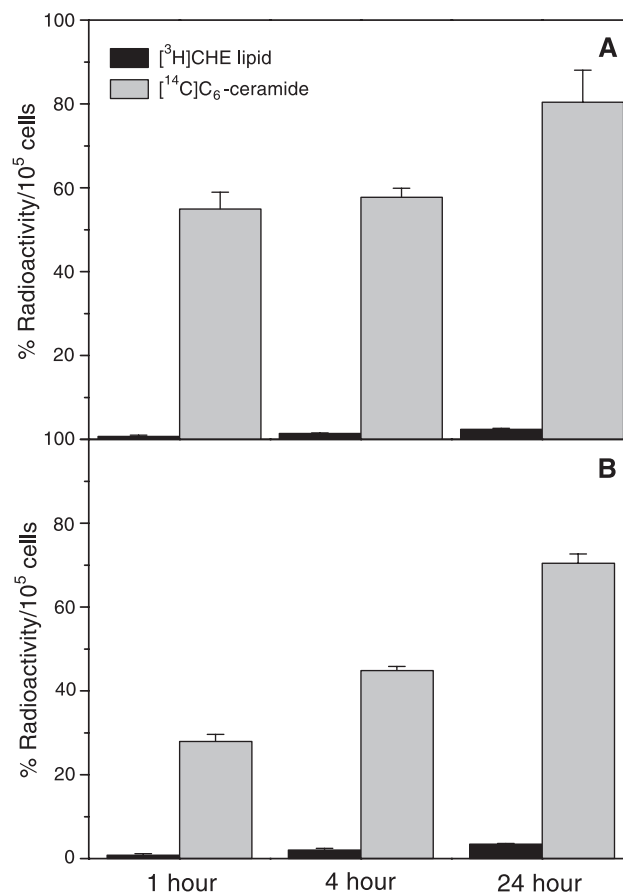 100
80
60
40
20
% Radioactivity/10⁵ cells
[³H]CHE lipid
[¹⁴C]C₆-ceramide
A
100
80
60
40
20
0
% Radioactivity/10⁵ cells
B
1 hour 4 hour 24 hour